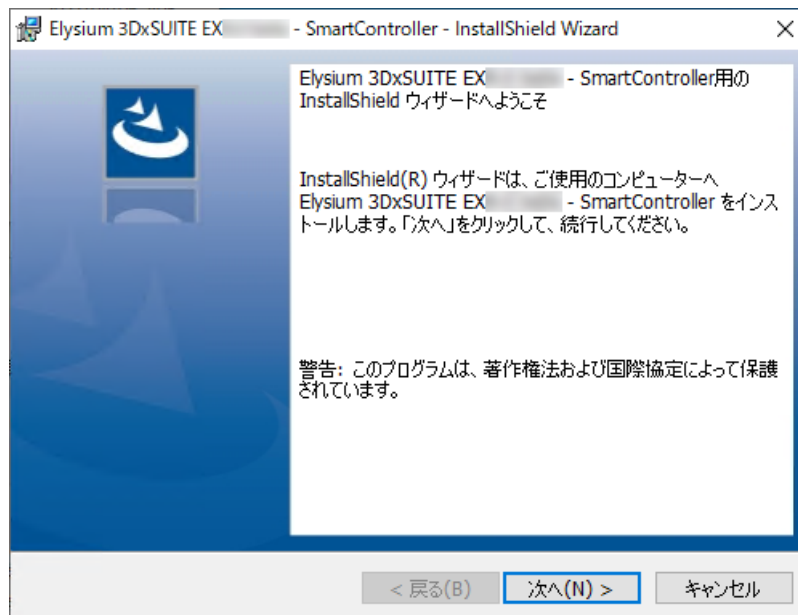 Elysium 3DxSUITE EX - SmartController - InstallShield Wizard
Elysium 3DxSUITE EX - SmartController用の
InstallShield ウィザードへようこそ
InstallShield(R) ウィザードは、ご使用のコンピューターへ
Elysium 3DxSUITE EX - SmartController をインス
トールします。「次へ」をクリックして、続行してください。
警告: このプログラムは、著作権法および国際協定によって保護
されています。
< 戻る(B)
次へ(N) >
キャンセル